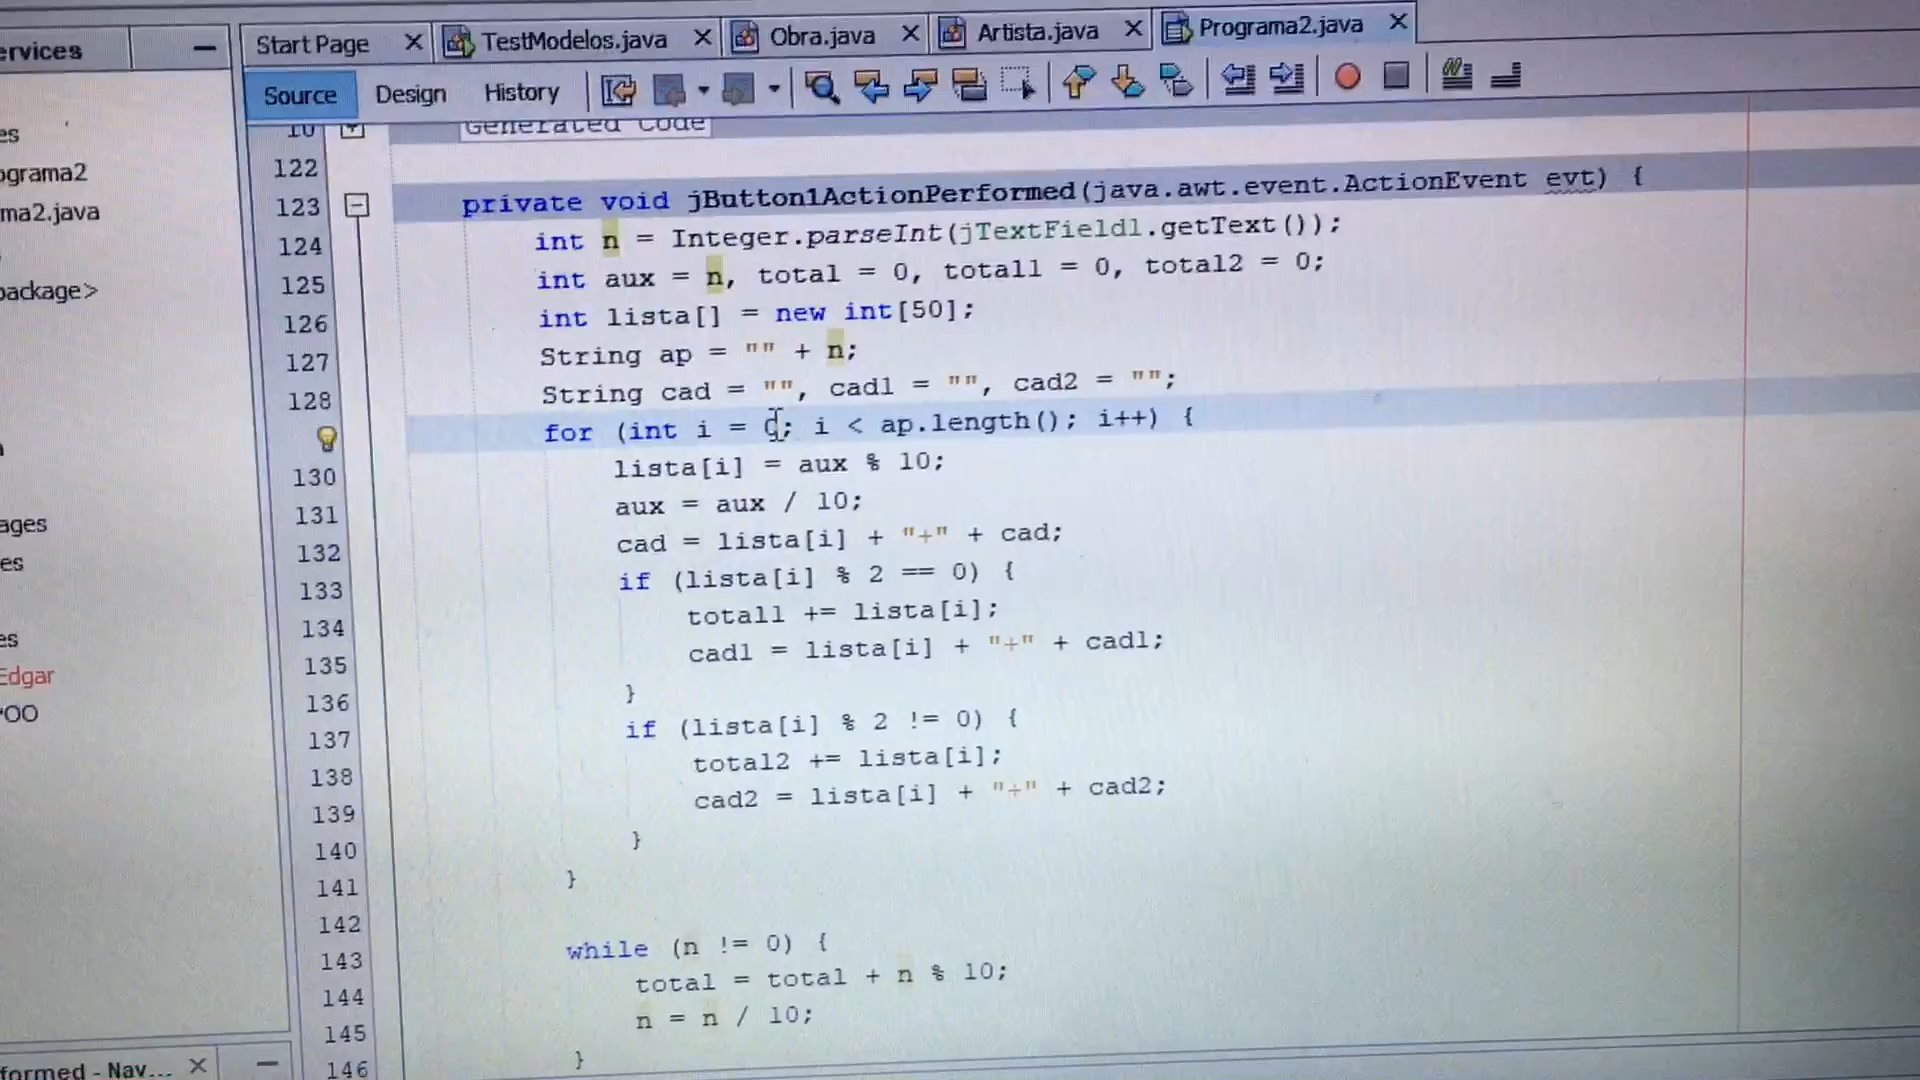 ervices
Start Page
TestModelos.java
Obra.java
Artista.java
Programa2.java
Source
Design
History
es
ograma2
ma2.java
package>
ages
es
es
Edgar
OO
formed - Nav...
10 Generated Code
122
123 private void jButton1ActionPerformed(java.awt.event.ActionEvent evt) {
124 int n = Integer.parseInt(jTextField1.getText());
125 int aux = n, total = 0, total1 = 0, total2 = 0;
126 int lista[] = new int[50];
127 String ap = "" + n;
128 String cad = "", cad1 = "", cad2 = "";
for (int i = 0; i < ap.length(); i++) {
130 lista[i] = aux % 10;
131 aux = aux / 10;
132 cad = lista[i] + "+" + cad;
133 if (lista[i] % 2 == 0) {
134 total1 += lista[i];
135 cad1 = lista[i] + "+" + cad1;
136 }
137 if (lista[i] % 2 != 0) {
138 total2 += lista[i];
139 cad2 = lista[i] + "+" + cad2;
140 }
141 }
142
143 while (n != 0) {
144 total = total + n % 10;
145 n = n / 10;
146 }